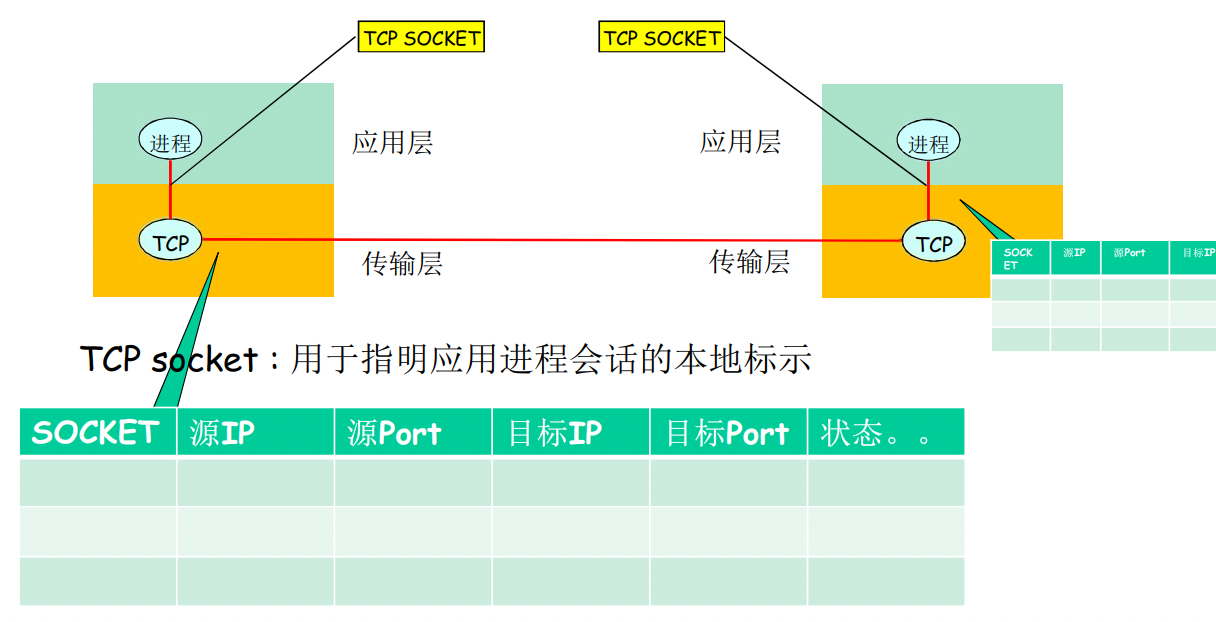 TCP SOCKET
TCP SOCKET
进程
应用层
应用层
进程
TCP
传输层
传输层
TCP
SOCK
ET
源IP
源Port
目标IP
TCP socket：用于指明应用进程会话的本地标示
SOCKET
源IP
源Port
目标IP
目标Port
状态。。